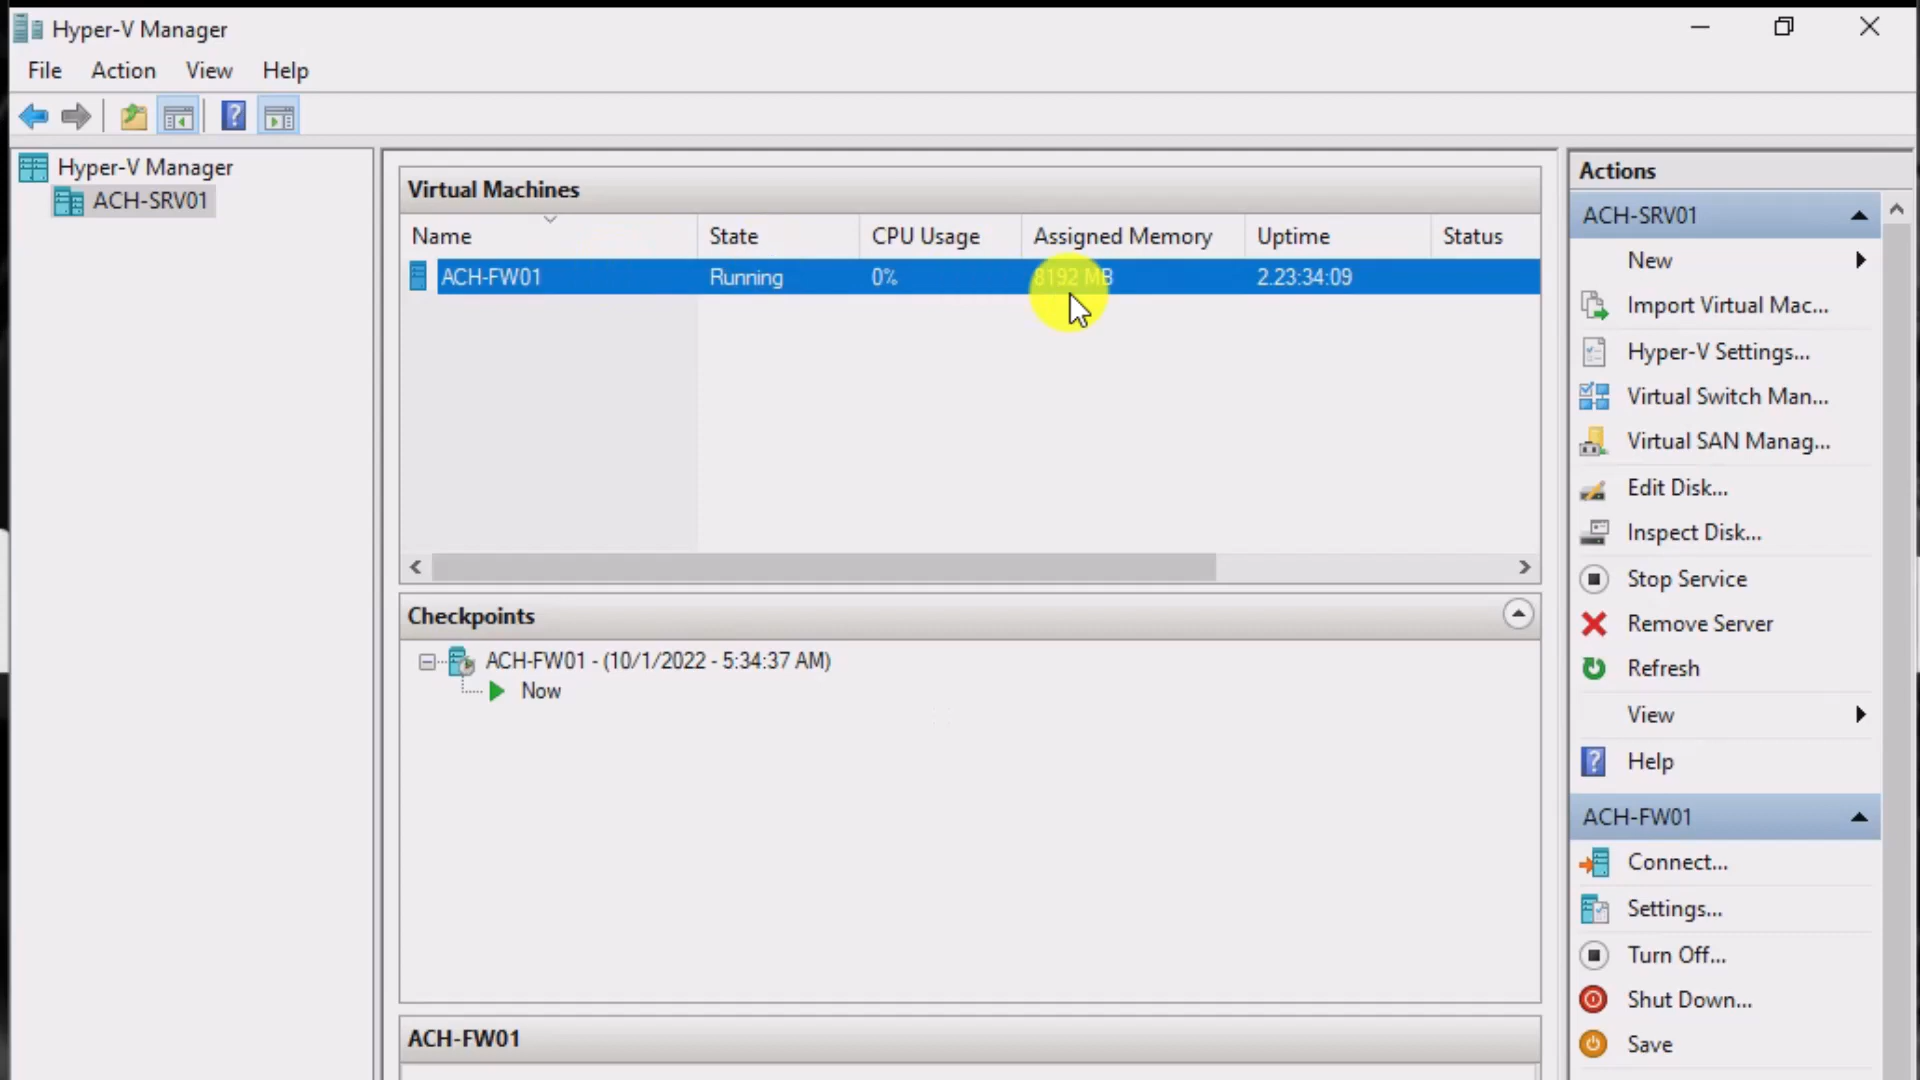 Hyper-V Manager
File Action View Help
Hyper-V Manager
ACH-SRV01
Virtual Machines
Name State CPU Usage Assigned Memory Uptime Status
ACH-FW01 Running 0% 8192 MB 2.23:34:09
Checkpoints
ACH-FW01 - (10/1/2022 - 5:34:37 AM)
Now
ACH-FW01
Actions
ACH-SRV01
New
Import Virtual Mac...
Hyper-V Settings...
Virtual Switch Man...
Virtual SAN Manag...
Edit Disk...
Inspect Disk...
Stop Service
Remove Server
Refresh
View
Help
ACH-FW01
Connect...
Settings...
Turn Off...
Shut Down...
Save